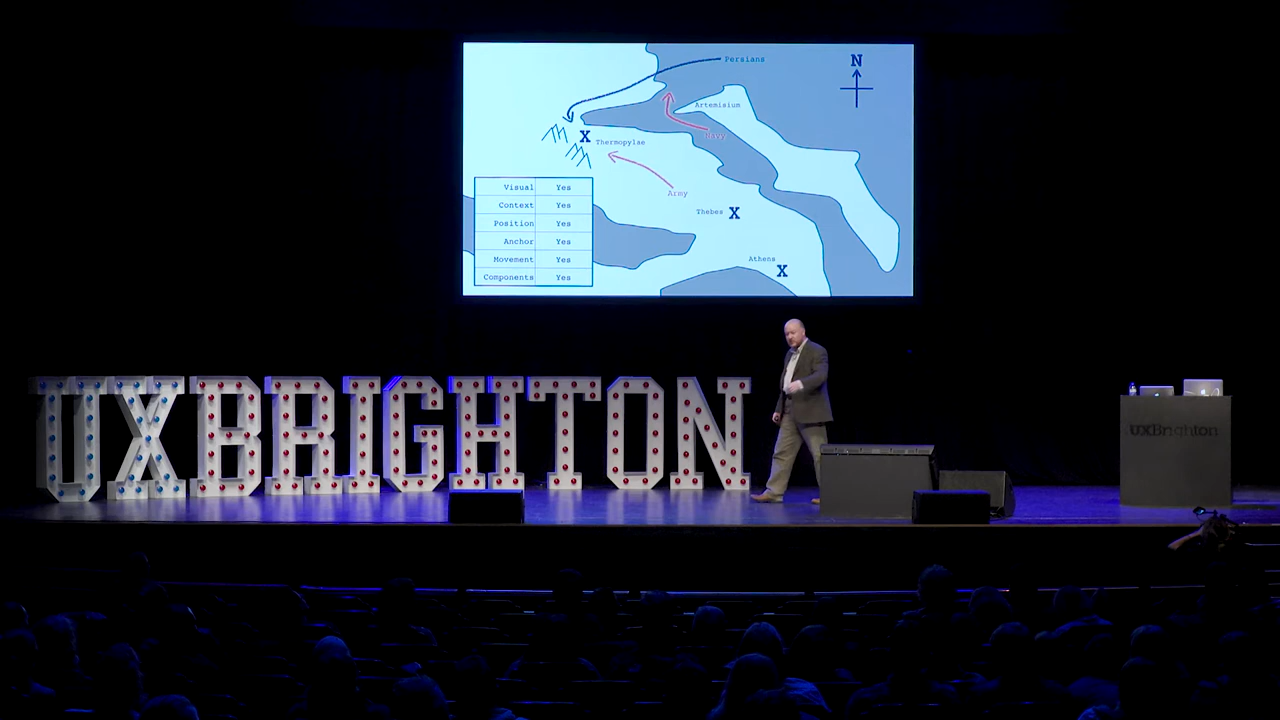 Persians
N
Artemisium
Navy
X Thermopylae
Army
Visual Yes
Context Yes
Position Yes
Anchor Yes
Movement Yes
Components Yes
Thebes X
Athens
X
UXBRIGHTON
UXBrighton